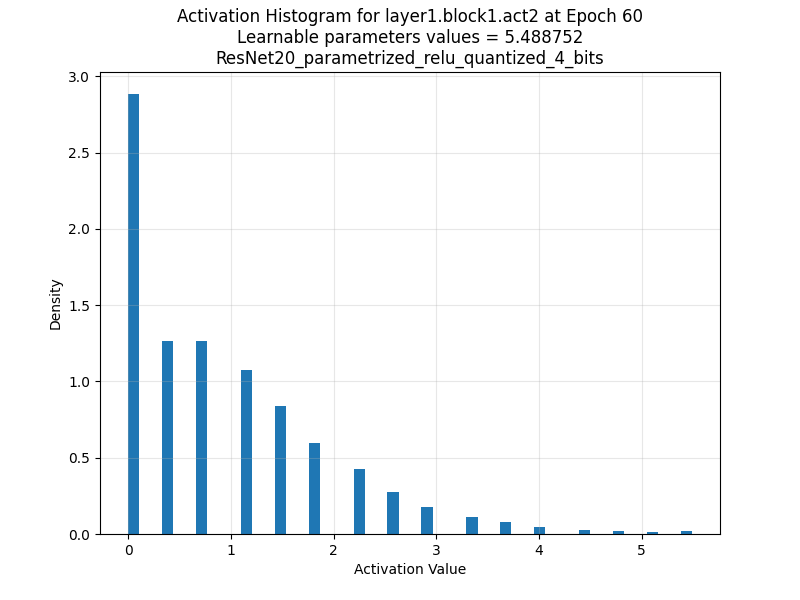 Activation Histogram for layer1.block1.act2 at Epoch 60
Learnable parameters values = 5.488752
ResNet20_parametrized_relu_quantized_4_bits
3.0
2.5
2.0
1.5
1.0
0.5
0.0
Density
0 1 2 3 4 5
Activation Value